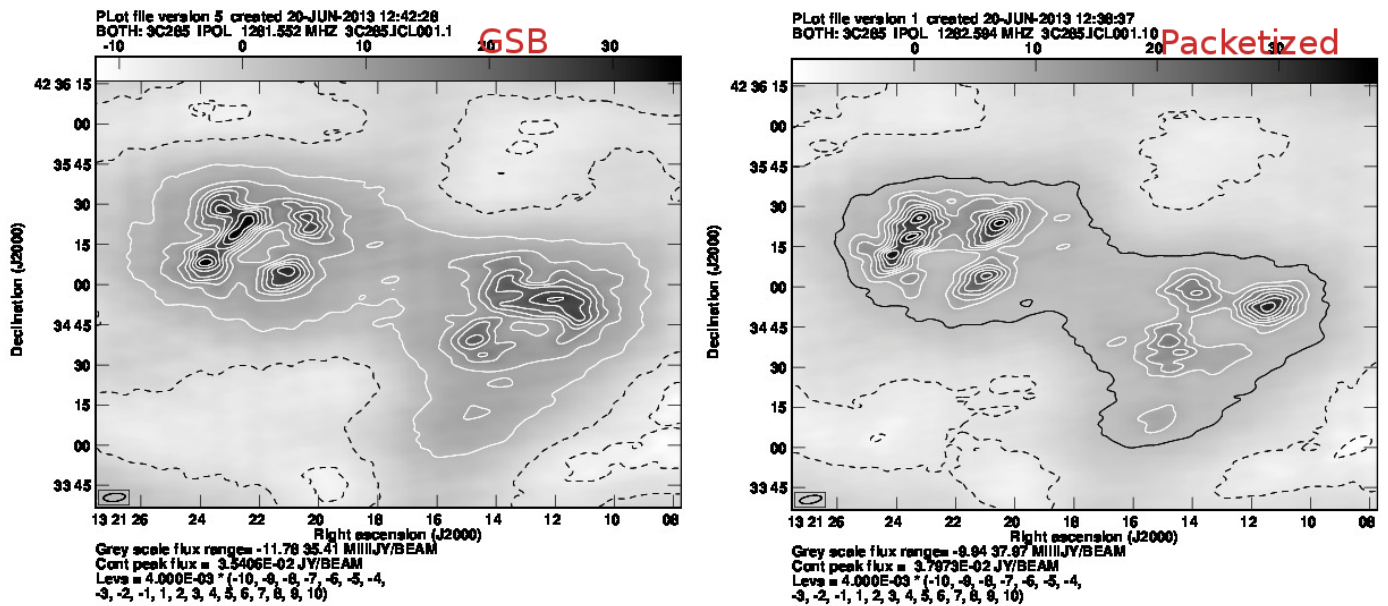 PLot file version 5 created 20-JUN-2013 12:42:28
BOTH: 3C285 IPOL 1281.552 MHZ 3C285.ICL001.1
GSB
-10 0 10 20 30
42 36 15
00
35 45
30
15
00
34 45
30
15
00
33 45
Declination (J2000)
13 21 26 24 22 20 18 16 14 12 10 08
Right ascension (J2000)
Grey scale flux range= -11.78 35.41 MilliJY/BEAM
Cont peak flux = 3.5406E-02 JY/BEAM
Levs = 4.000E-03 * (-10, -9, -8, -7, -6, -5, -4,
-3, -2, -1, 1, 2, 3, 4, 5, 6, 7, 8, 9, 10)
PLot file version 1 created 20-JUN-2013 12:38:37
BOTH: 3C285 IPOL 1282.594 MHZ 3C285.ICL001.10
Packetized
0 10 20 30
42 36 15
00
35 45
30
15
00
34 45
30
15
00
33 45
Declination (J2000)
13 21 26 24 22 20 18 16 14 12 10 08
Right ascension (J2000)
Grey scale flux range= -9.94 37.97 MilliJY/BEAM
Cont peak flux = 3.7973E-02 JY/BEAM
Levs = 4.000E-03 * (-10, -9, -8, -7, -6, -5, -4,
-3, -2, -1, 1, 2, 3, 4, 5, 6, 7, 8, 9, 10)